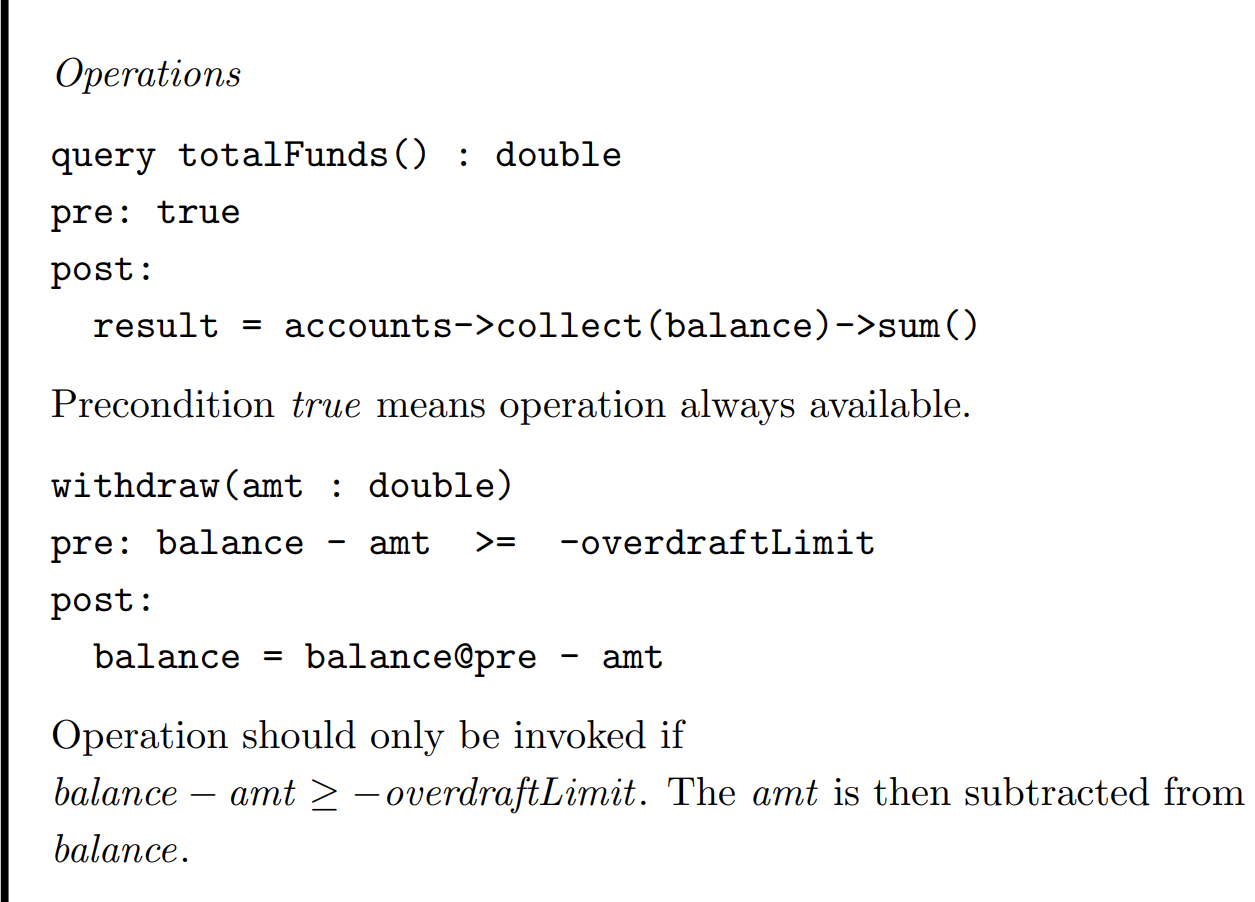 Operations
query totalFunds() : double
pre: true
post:
  result = accounts->collect(balance)->sum()
Precondition true means operation always available.
withdraw(amt : double)
pre: balance - amt  >=  -overdraftLimit
post:
  balance = balance@pre - amt
Operation should only be invoked if
balance − amt ≥ −overdraftLimit. The amt is then subtracted from
balance.